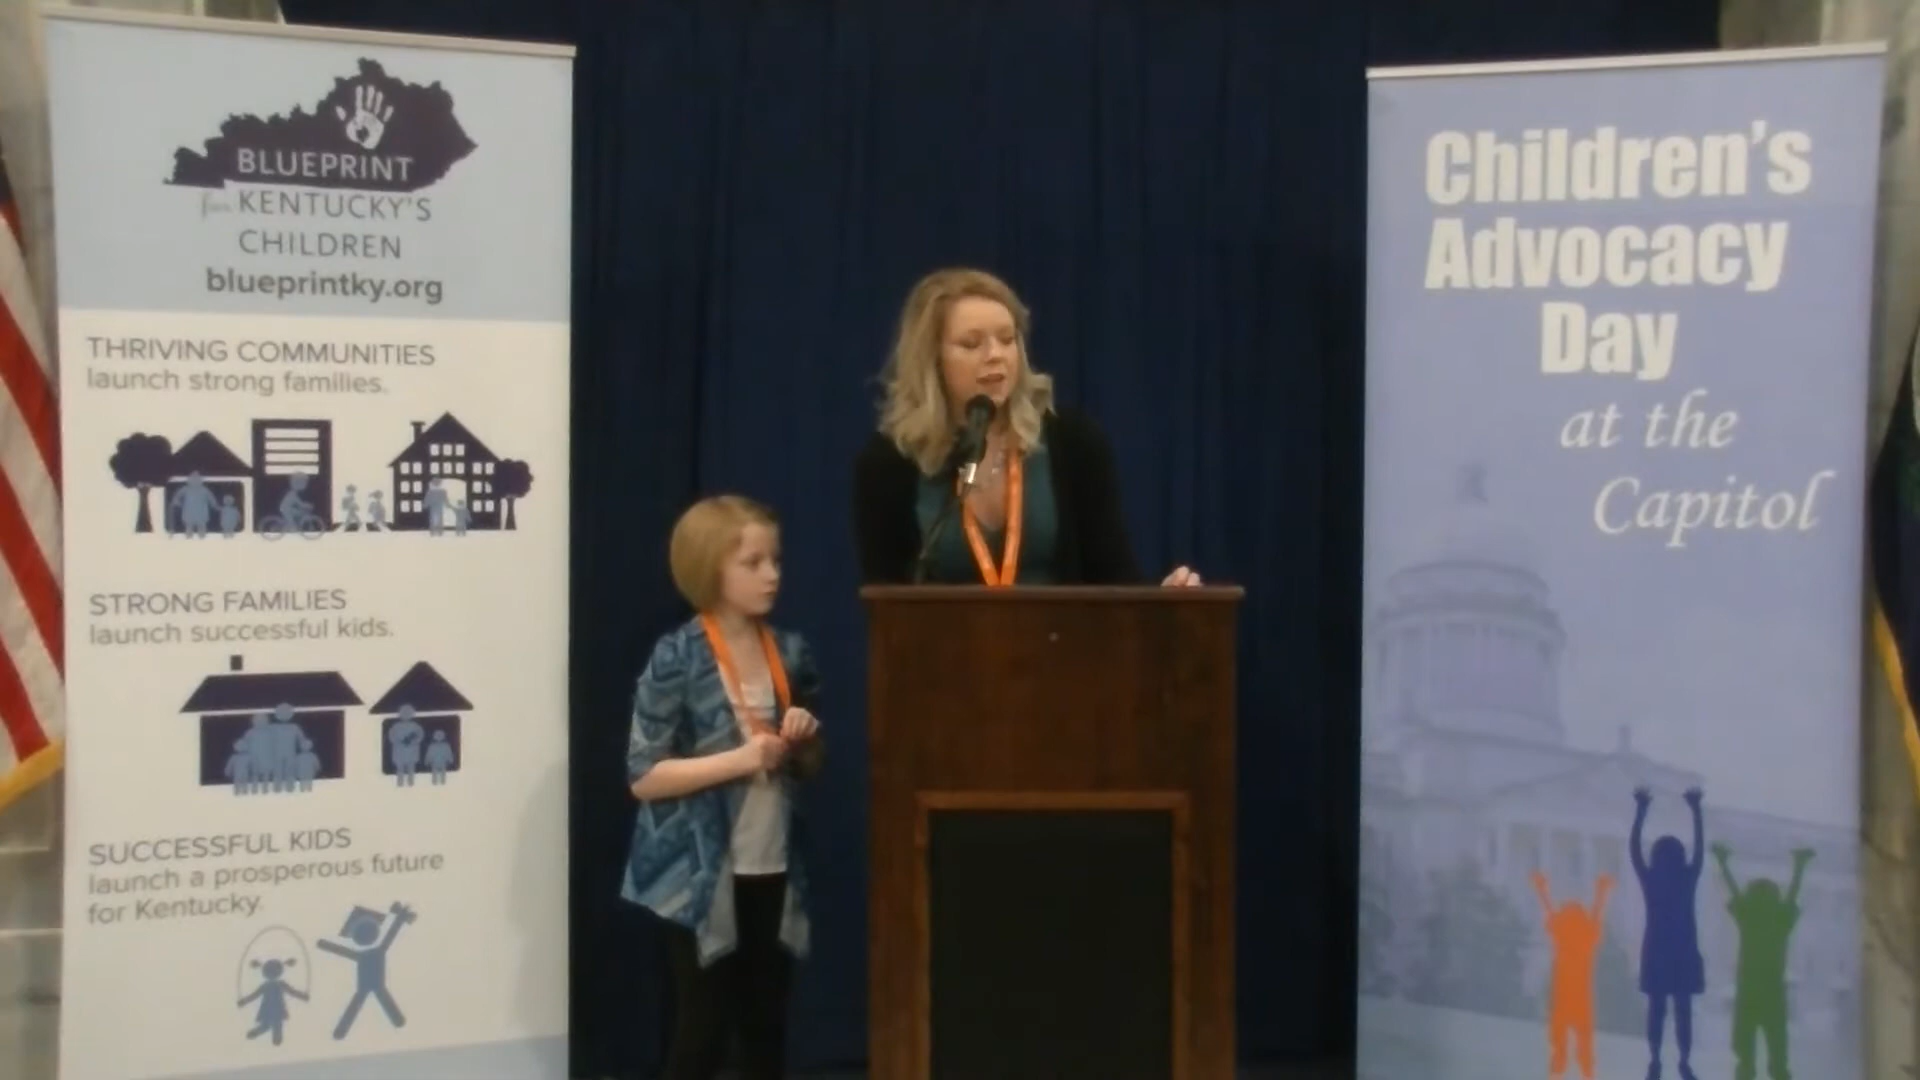 BLUEPRINT
for KENTUCKY'S
CHILDREN
blueprintky.org
THRIVING COMMUNITIES
launch strong families.
STRONG FAMILIES
launch successful kids.
SUCCESSFUL KIDS
launch a prosperous future
for Kentucky.
Children's
Advocacy
Day
at the
Capitol